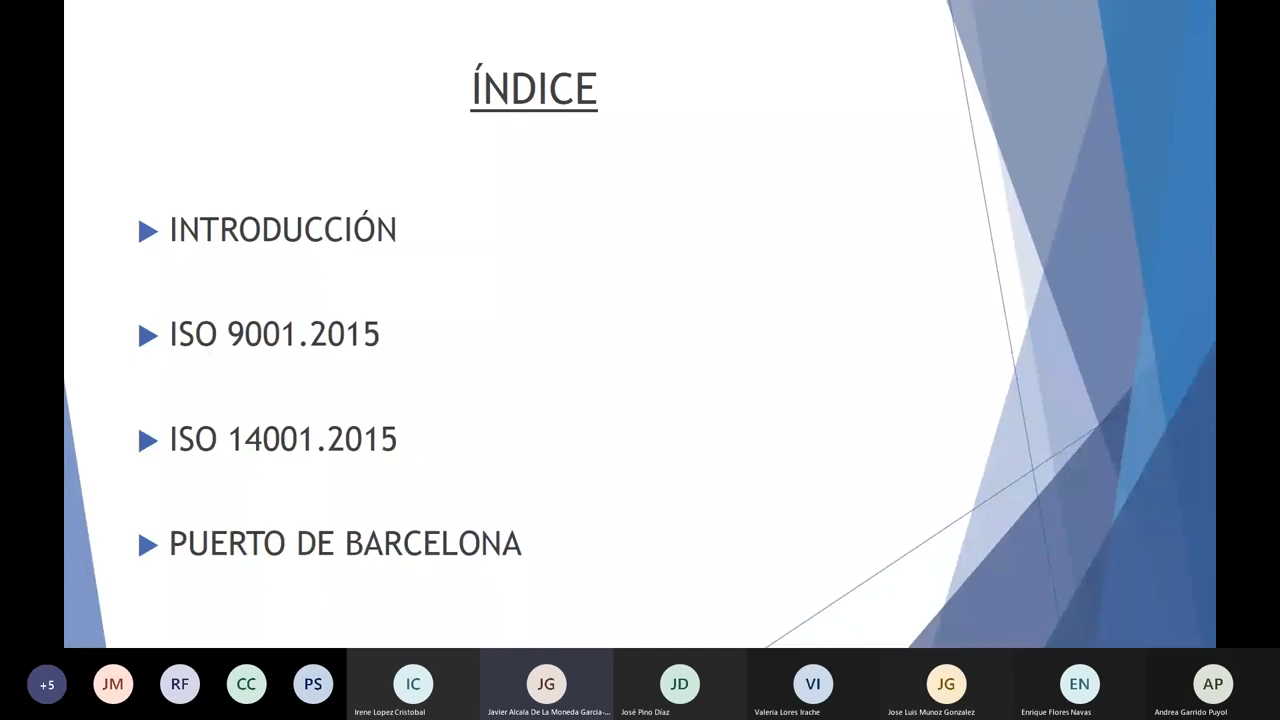 ÍNDICE
INTRODUCCIÓN
ISO 9001.2015
ISO 14001.2015
PUERTO DE BARCELONA
+5
JM
RF
CC
PS
IC
JG
JD
VI
JG
EN
AP
Irene Lopez Cristobal
Javier Alcala De La Moneda Garcia-...
José Pino Díaz
Valeria Lores Irache
Jose Luis Munoz Gonzalez
Enrique Flores Navas
Andrea Garrido Puyol